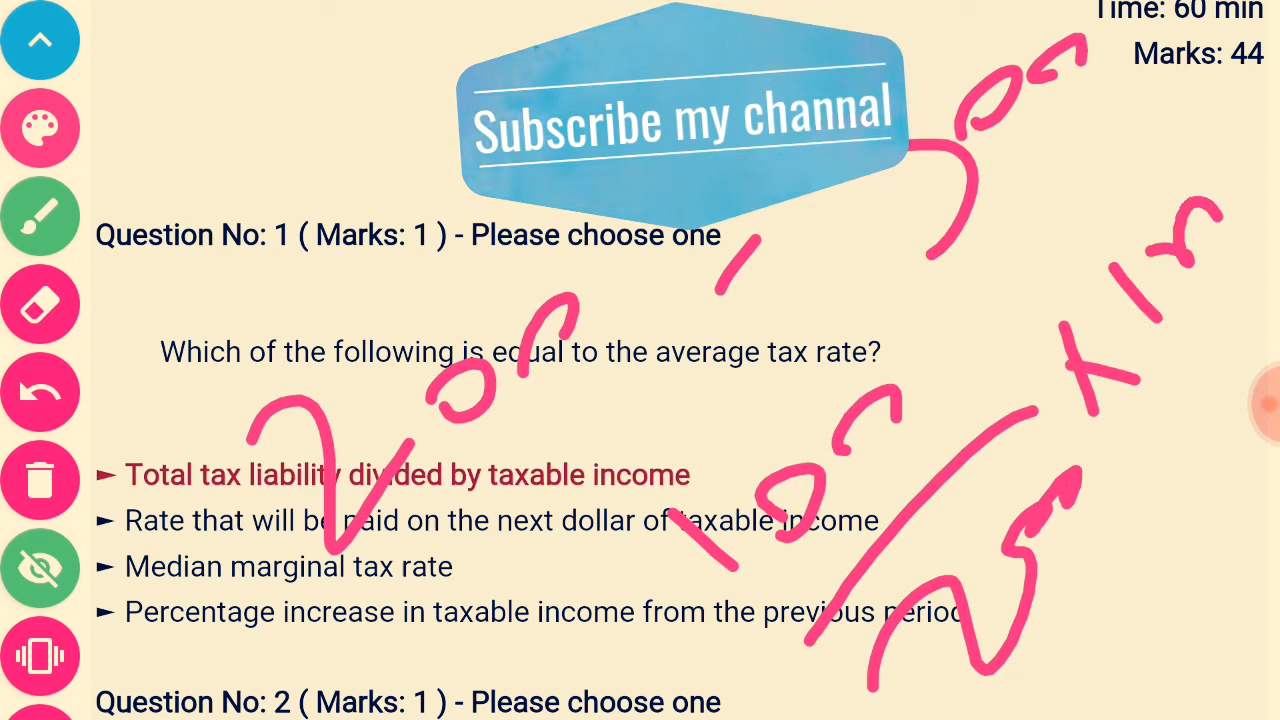 Time: 60 min
Marks: 44
Subscribe my channal
Question No: 1 ( Marks: 1 ) - Please choose one
Which of the following is equal to the average tax rate?
► Total tax liability divided by taxable income
► Rate that will be paid on the next dollar of taxable income
► Median marginal tax rate
► Percentage increase in taxable income from the previous period
Question No: 2 ( Marks: 1 ) - Please choose one